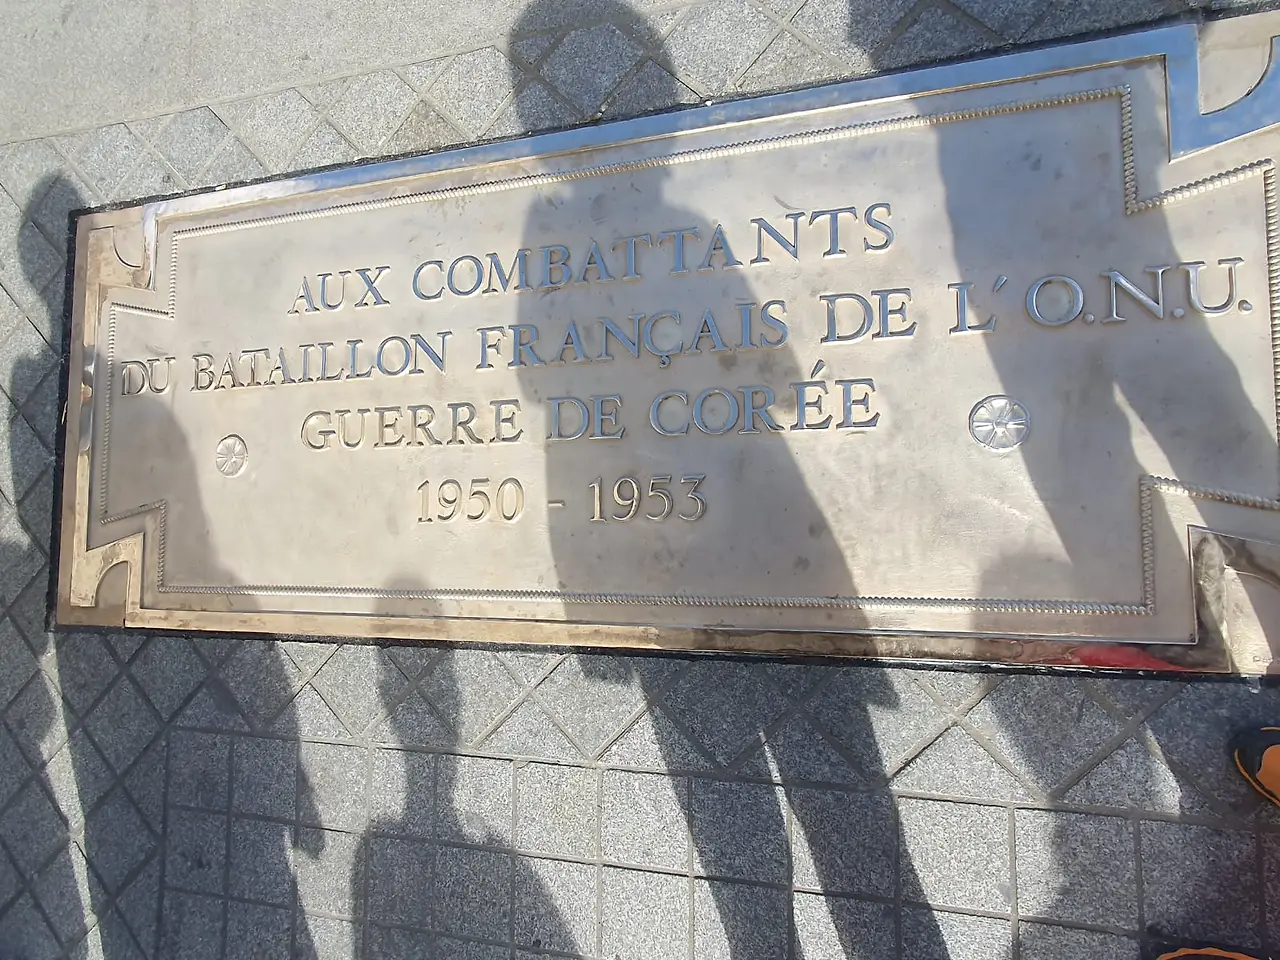 AUX COMBATTANTS
DU BATAILLON FRANÇAIS DE L'O.N.U.
GUERRE DE CORÉE
1950 - 1953